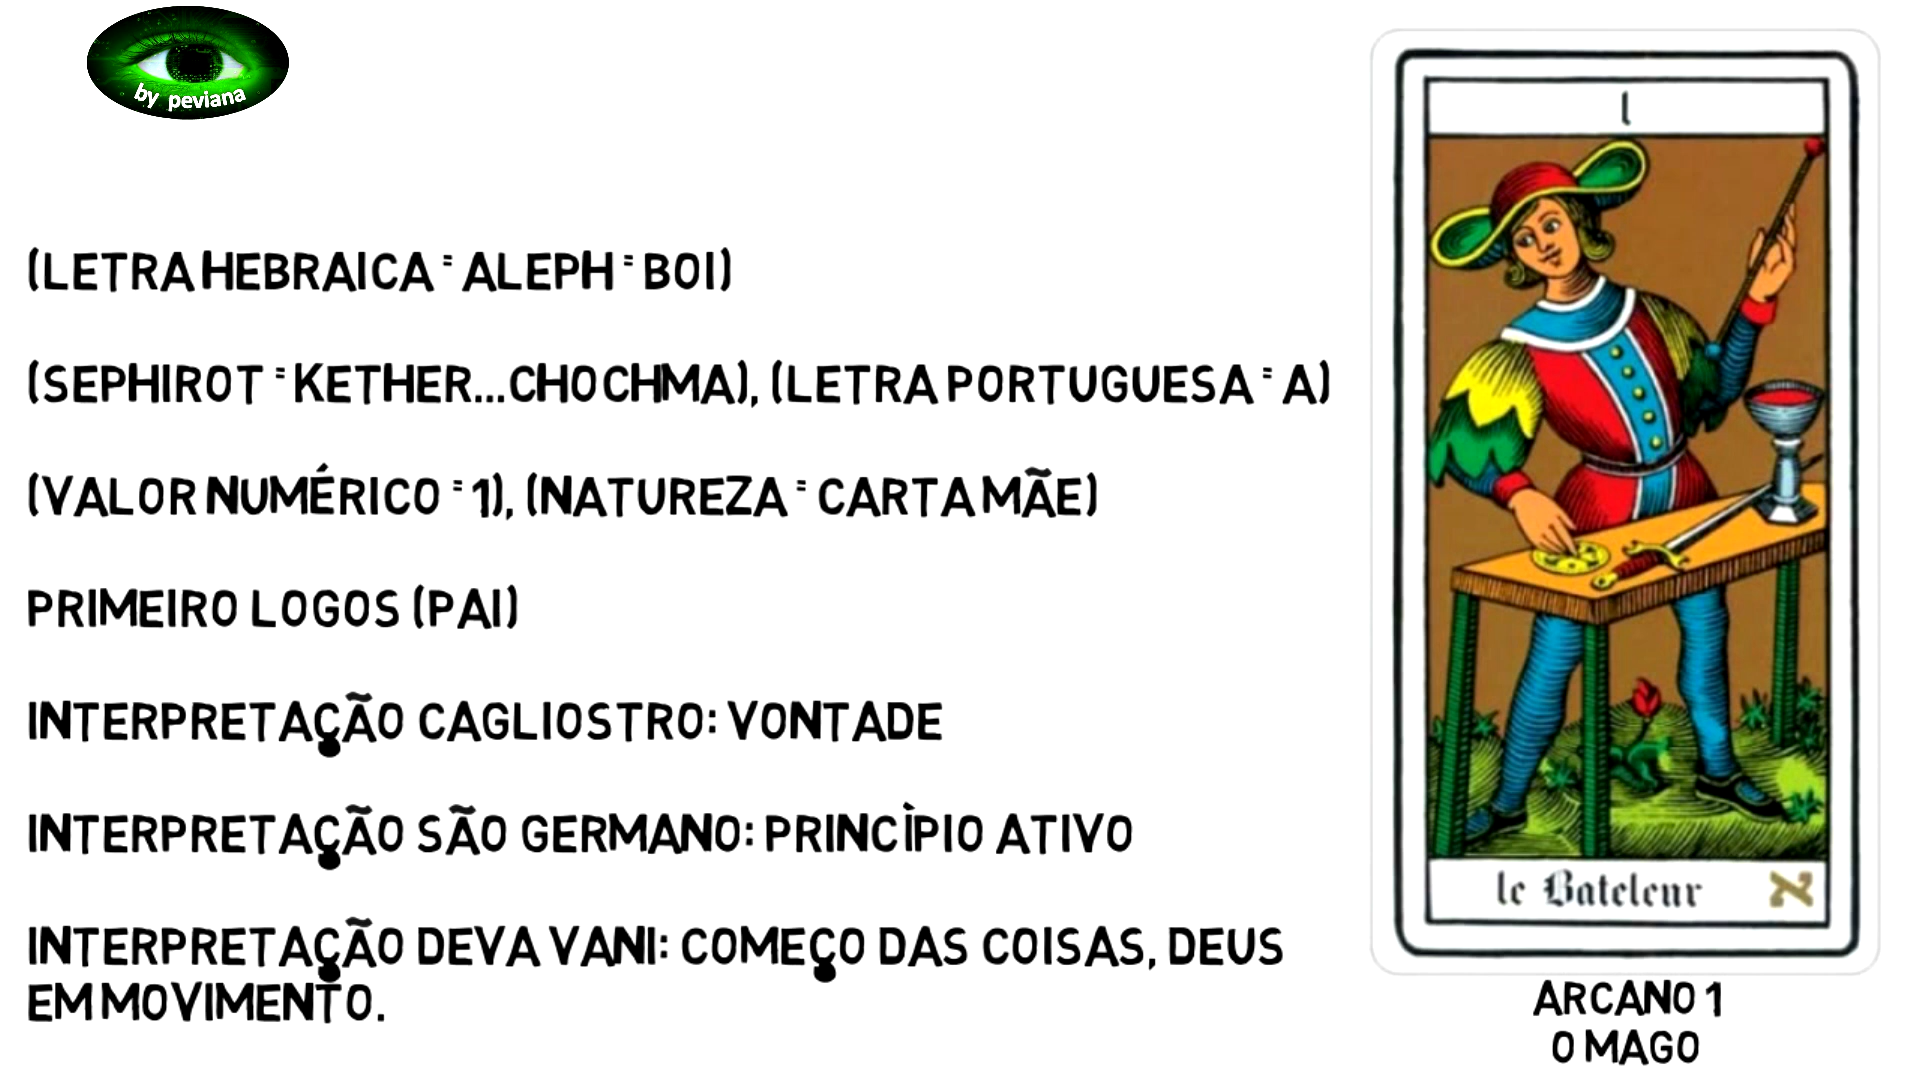 by peviana
(LETRA HEBRAICA = ALEPH = BOI)
(SEPHIROT = KETHER...CHOCHMA), (LETRA PORTUGUESA = A)
(VALOR NUMÉRICO = 1), (NATUREZA = CARTA MÃE)
PRIMEIRO LOGOS (PAI)
INTERPRETAÇÃO CAGLIOSTRO: VONTADE
INTERPRETAÇÃO SÃO GERMANO: PRINCÌPIO ATIVO
INTERPRETAÇÃO DEVA VANI: COMEÇO DAS COISAS, DEUS
EM MOVIMENTO.
I
le Bateleur א
ARCANO 1
O MAGO